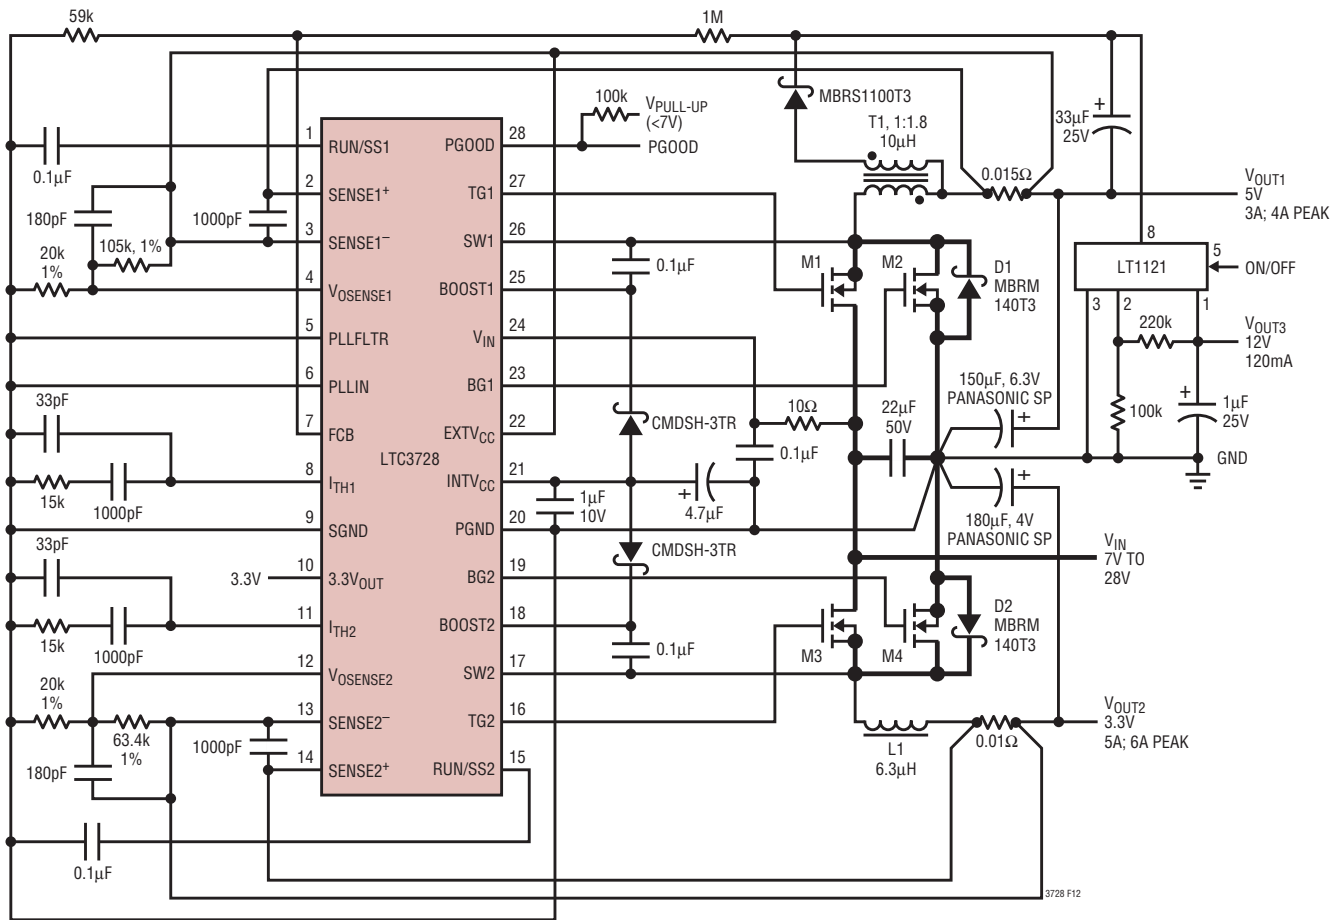 59k
1M
100k
V_PULL-UP
(<7V)
PGOOD
MBRS1100T3
T1, 1:1.8
10μH
33μF
25V
+
0.015Ω
V_OUT1
5V
3A; 4A PEAK
0.1μF
1
RUN/SS1
PGOOD
28
2
SENSE1+
TG1
27
180pF
1000pF
3
SENSE1–
SW1
26
105k, 1%
20k
1%
4
V_OSENSE1
BOOST1
25
0.1μF
5
PLLFLTR
V_IN
24
6
PLLIN
BG1
23
7
FCB
EXTV_CC
22
LTC3728
8
I_TH1
INTV_CC
21
9
SGND
PGND
20
10
3.3V_OUT
BG2
19
11
I_TH2
BOOST2
18
12
V_OSENSE2
SW2
17
13
SENSE2–
TG2
16
14
SENSE2+
RUN/SS2
15
33pF
15k
1000pF
33pF
3.3V
15k
1000pF
20k
1%
63.4k
1%
180pF
1000pF
0.1μF
M1
M2
D1
MBRM
140T3
8
LT1121
5
ON/OFF
3
2
1
220k
V_OUT3
12V
120mA
100k
+
1μF
25V
GND
150μF, 6.3V
PANASONIC SP
+
10Ω
22μF
50V
CMDSH-3TR
0.1μF
1μF
10V
+
4.7μF
+
180μF, 4V
PANASONIC SP
CMDSH-3TR
V_IN
7V TO
28V
M3
M4
D2
MBRM
140T3
0.1μF
L1
6.3μH
0.01Ω
V_OUT2
3.3V
5A; 6A PEAK
3728 F12